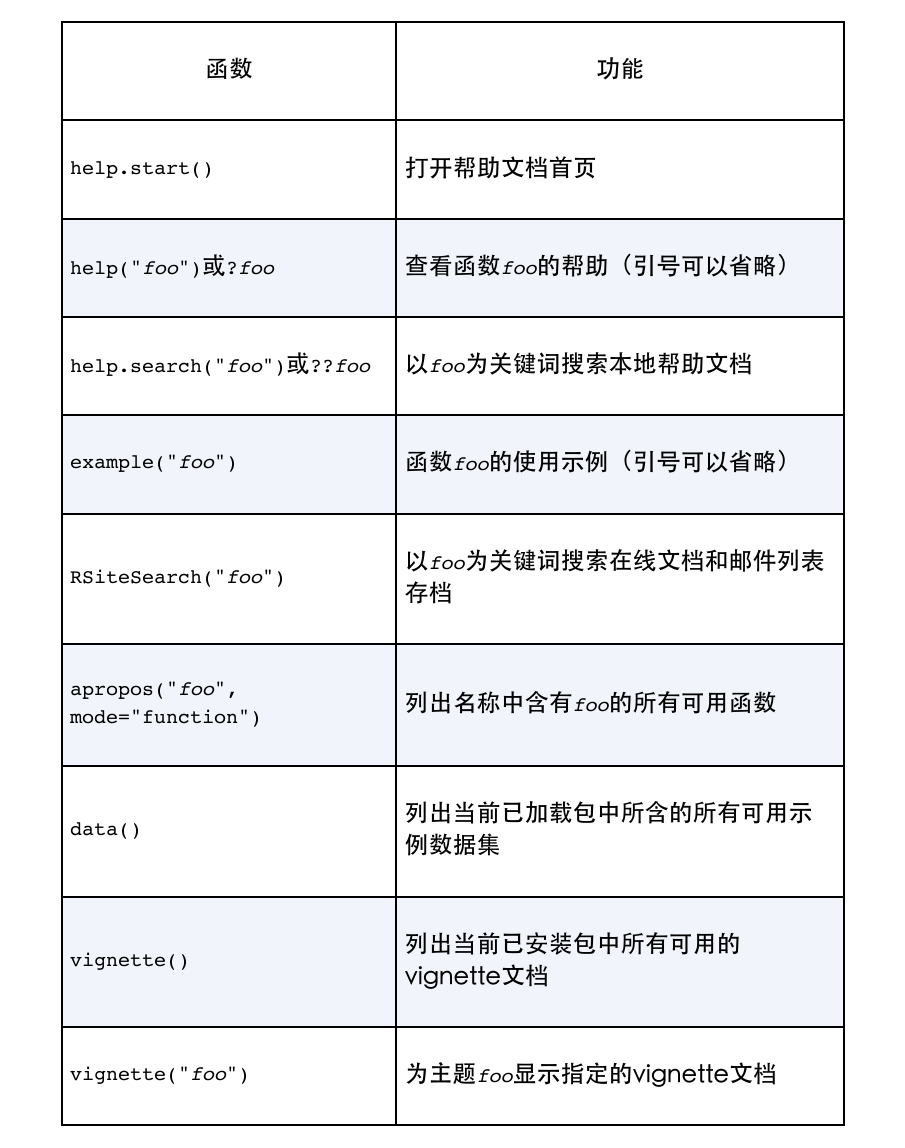 函数
功能
help.start()
打开帮助文档首页
help("foo")或?foo
查看函数foo的帮助（引号可以省略）
help.search("foo")或??foo
以foo为关键词搜索本地帮助文档
example("foo")
函数foo的使用示例（引号可以省略）
RSiteSearch("foo")
以foo为关键词搜索在线文档和邮件列表
存档
apropos("foo",
mode="function")
列出名称中含有foo的所有可用函数
data()
列出当前已加载包中所含的所有可用示
例数据集
vignette()
列出当前已安装包中所有可用的
vignette文档
vignette("foo")
为主题foo显示指定的vignette文档